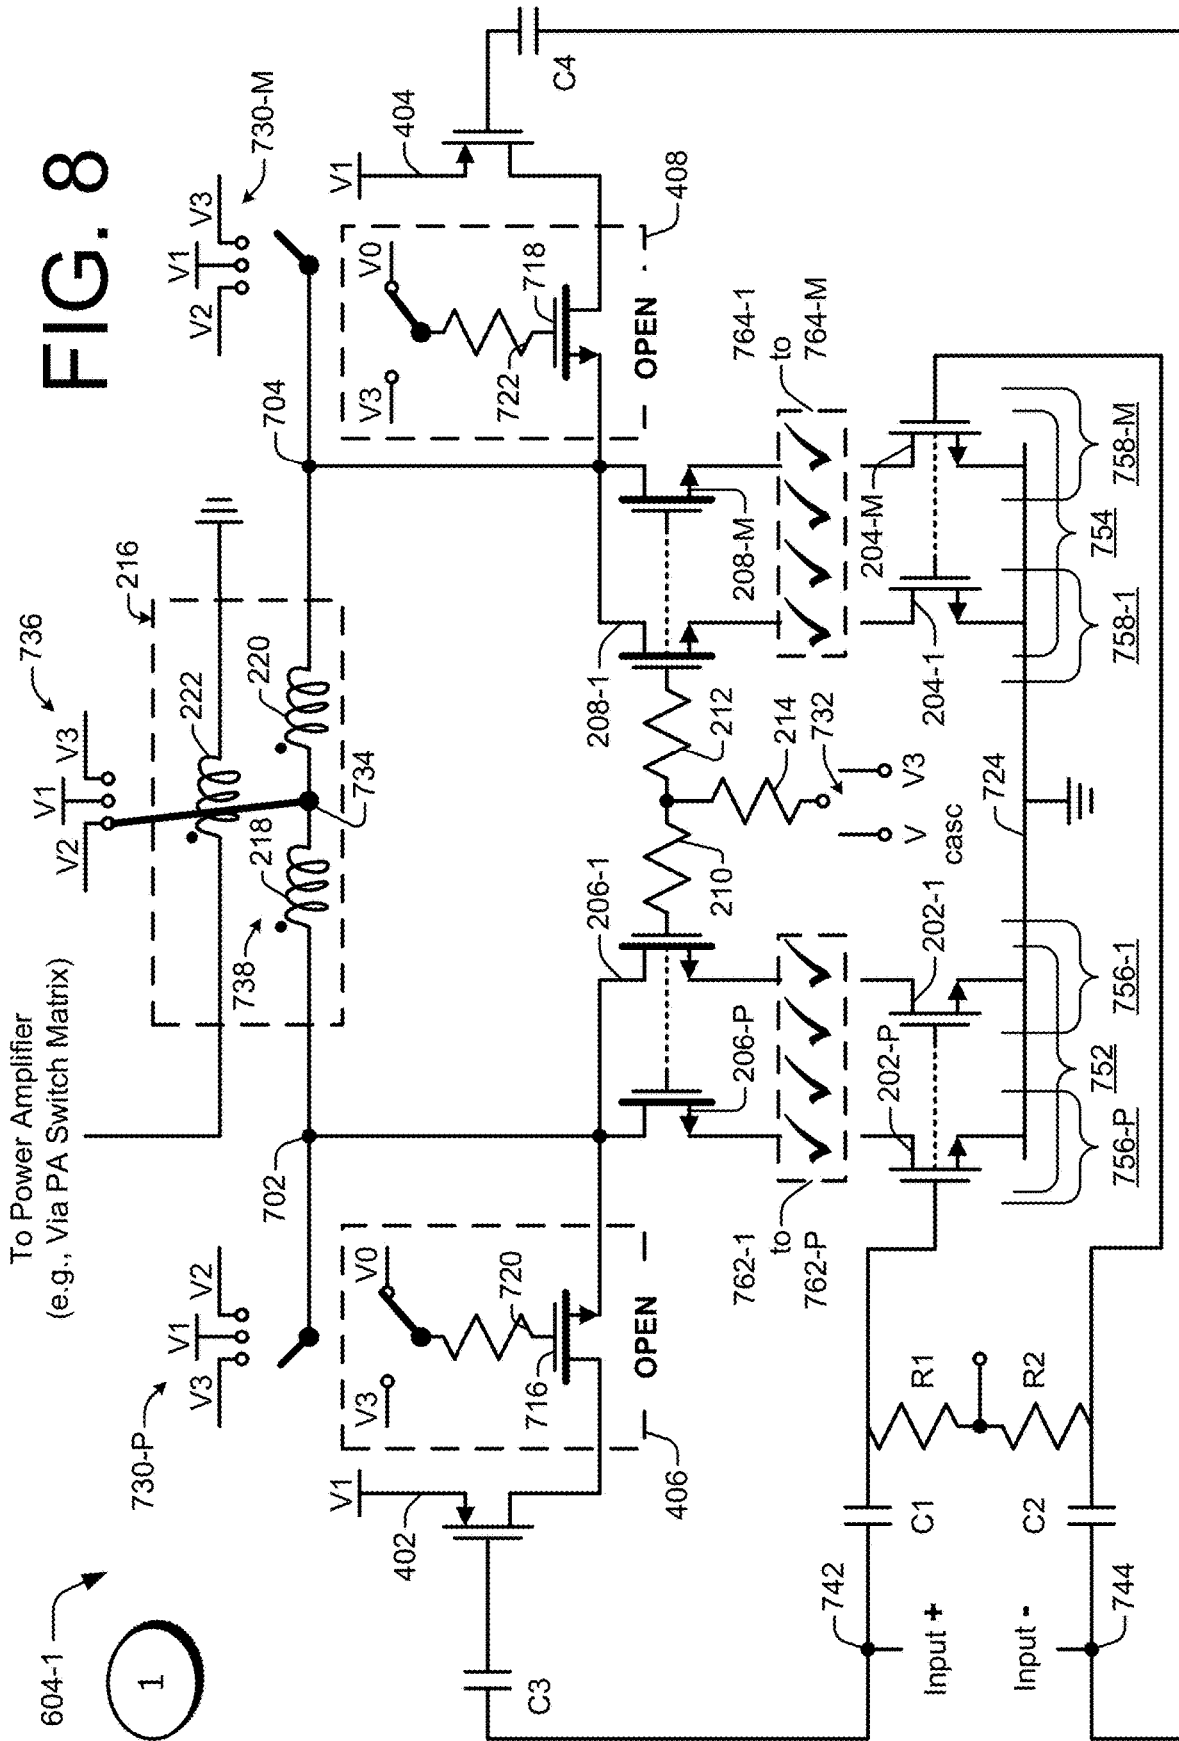 FIG. 8
604-1
1
To Power Amplifier
(e.g., Via PA Switch Matrix)
736
V2
V1
V3
216
222
218
220
738
734
730-P
V3
V1
V2
730-M
V2
V1
V3
702
704
V1
402
V3
V0
720
716
OPEN
406
V3
V0
722
718
OPEN
408
V1
404
C3
C4
206-1
206-P
208-1
208-M
210
212
214
732
V
casc
V3
762-1
to
762-P
764-1
to
764-M
202-P
202-1
204-1
204-M
724
756-P
752
756-1
758-1
754
758-M
742
Input +
C1
R1
R2
C2
Input -
744